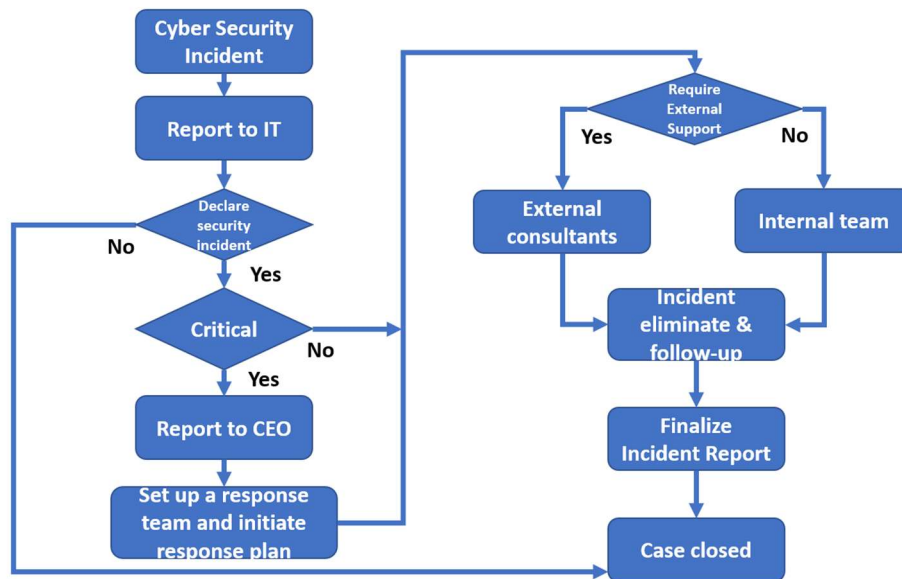 Cyber Security
Incident
Report to IT
Declare
security
incident
No
Yes
Critical
No
Yes
Report to CEO
Set up a response
team and initiate
response plan
Require
External
Support
Yes
No
External
consultants
Internal team
Incident
eliminate &
follow-up
Finalize
Incident Report
Case closed